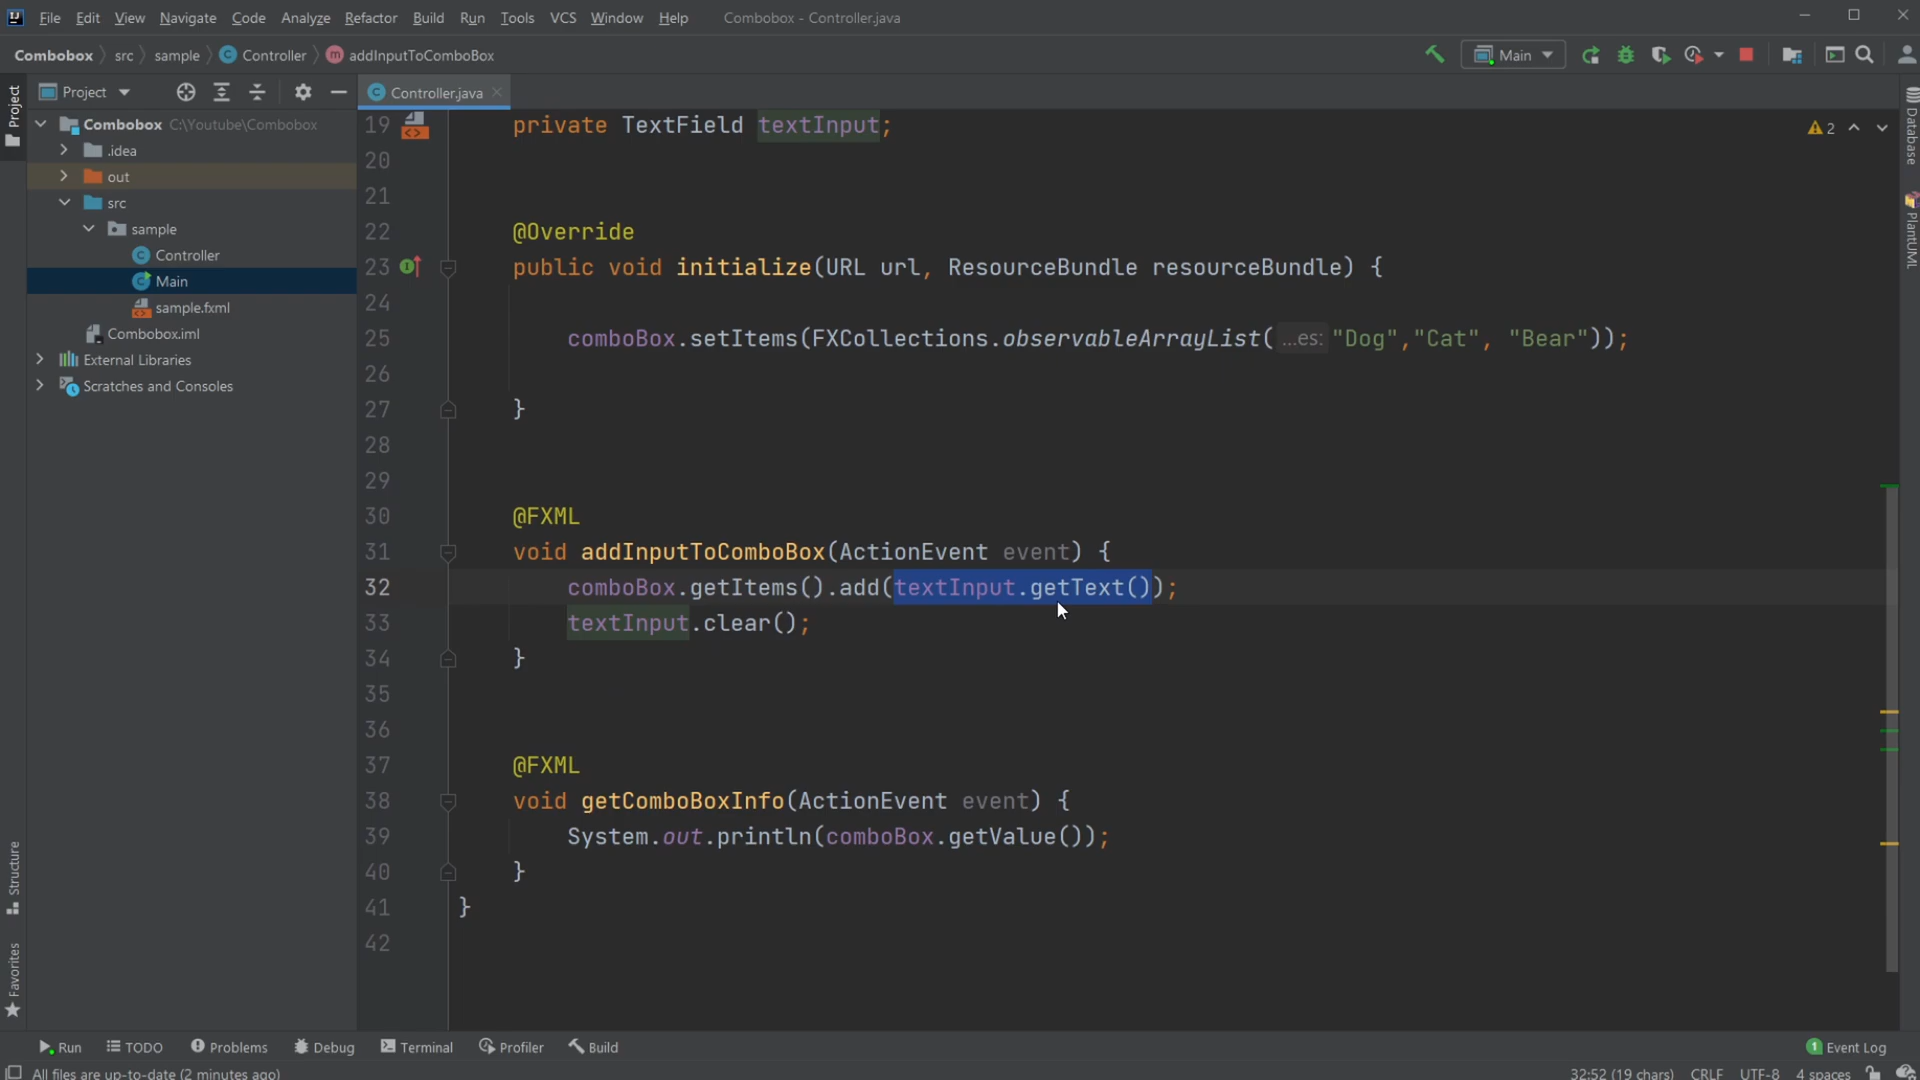 File Edit View Navigate Code Analyze Refactor Build Run Tools VCS Window Help Combobox - Controller.java
Combobox src sample Controller addInputToComboBox Main
Project Controller.java
Project
Combobox C:\Youtube\Combobox
.idea
out
src
sample
Controller
Main
sample.fxml
Combobox.iml
External Libraries
Scratches and Consoles
19 private TextField textInput;
20
21
22 @Override
23 public void initialize(URL url, ResourceBundle resourceBundle) {
24
25 comboBox.setItems(FXCollections.observableArrayList( ...es: "Dog","Cat", "Bear"));
26
27 }
28
29
30 @FXML
31 void addInputToComboBox(ActionEvent event) {
32 comboBox.getItems().add(textInput.getText());
33 textInput.clear();
34 }
35
36
37 @FXML
38 void getComboBoxInfo(ActionEvent event) {
39 System.out.println(comboBox.getValue());
40 }
41 }
42
2
Database
PlantUML
Structure
Favorites
Run TODO Problems Debug Terminal Profiler Build 1 Event Log
All files are up-to-date (2 minutes ago) 32:52 (19 chars) CRLF UTF-8 4 spaces